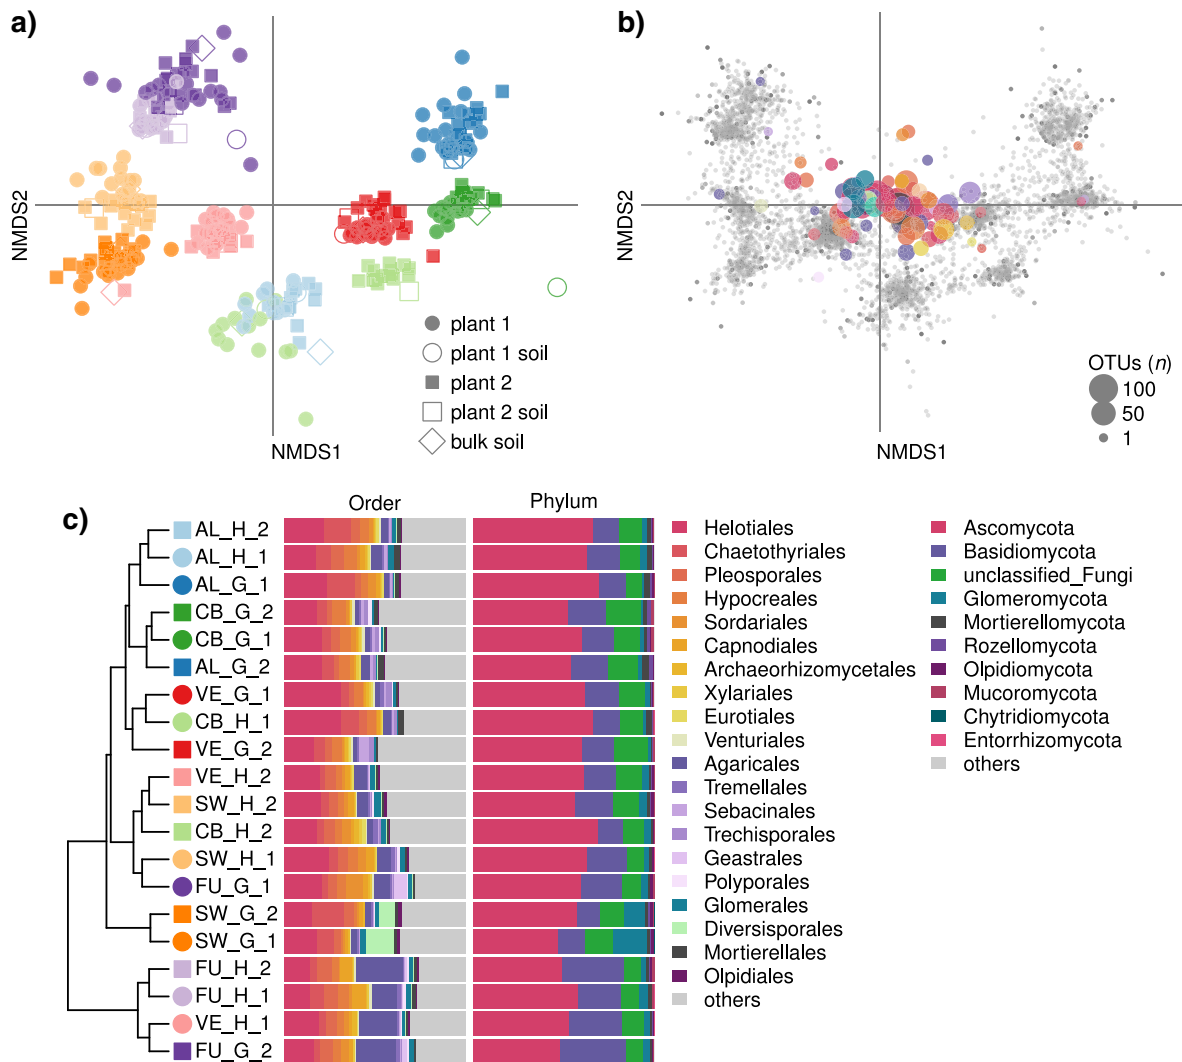 a)
NMDS2
NMDS1
plant 1
plant 1 soil
plant 2
plant 2 soil
bulk soil
b)
NMDS2
NMDS1
OTUs (n)
100
50
1
c)
Order
Phylum
AL_H_2
AL_H_1
AL_G_1
CB_G_2
CB_G_1
AL_G_2
VE_G_1
CB_H_1
VE_G_2
VE_H_2
SW_H_2
CB_H_2
SW_H_1
FU_G_1
SW_G_2
SW_G_1
FU_H_2
FU_H_1
VE_H_1
FU_G_2
Helotiales
Chaetothyriales
Pleosporales
Hypocreales
Sordariales
Capnodiales
Archaeorhizomycetales
Xylariales
Eurotiales
Venturiales
Agaricales
Tremellales
Sebacinales
Trechisporales
Geastrales
Polyporales
Glomerales
Diversisporales
Mortierellales
Olpidiales
others
Ascomycota
Basidiomycota
unclassified_Fungi
Glomeromycota
Mortierellomycota
Rozellomycota
Olpidiomycota
Mucoromycota
Chytridiomycota
Entorrhizomycota
others